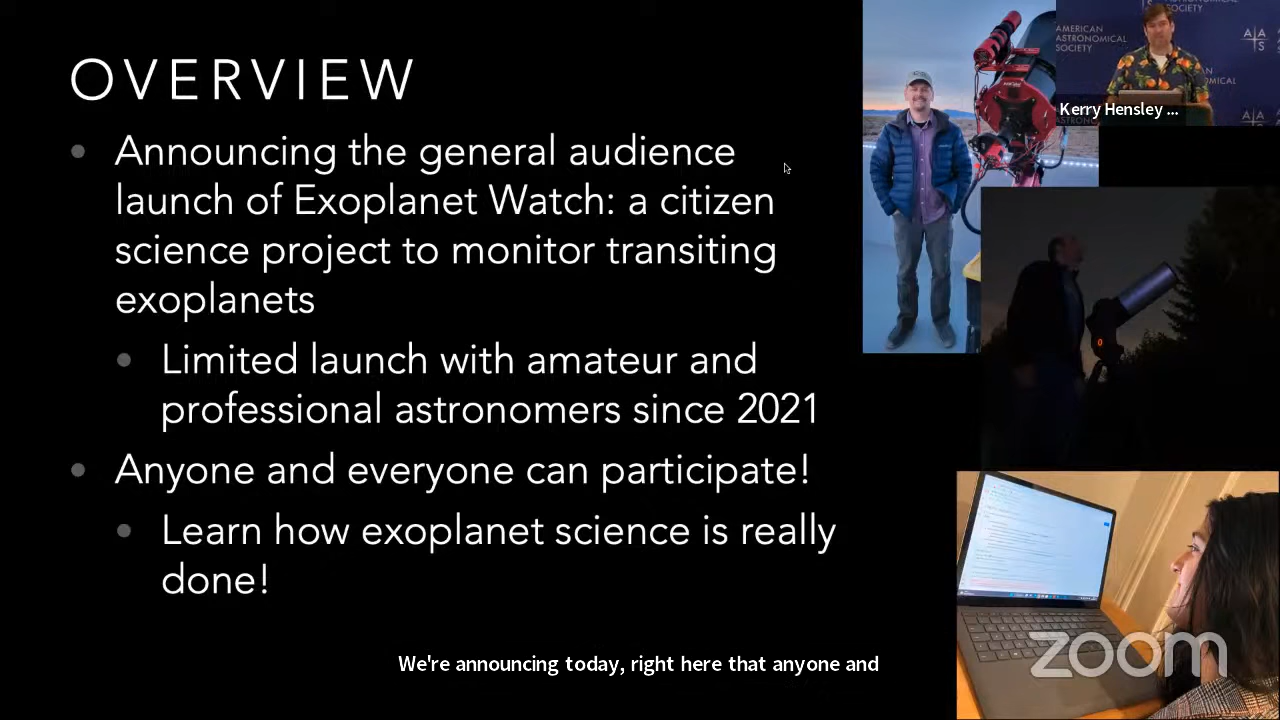 OVERVIEW
Announcing the general audience
launch of Exoplanet Watch: a citizen
science project to monitor transiting
exoplanets
Limited launch with amateur and
professional astronomers since 2021
Anyone and everyone can participate!
Learn how exoplanet science is really
done!
AMERICAN
ASTRONOMICAL
SOCIETY
SOCIETY
A A
S
Kerry Hensley ...
zoom
We're announcing today, right here that anyone and